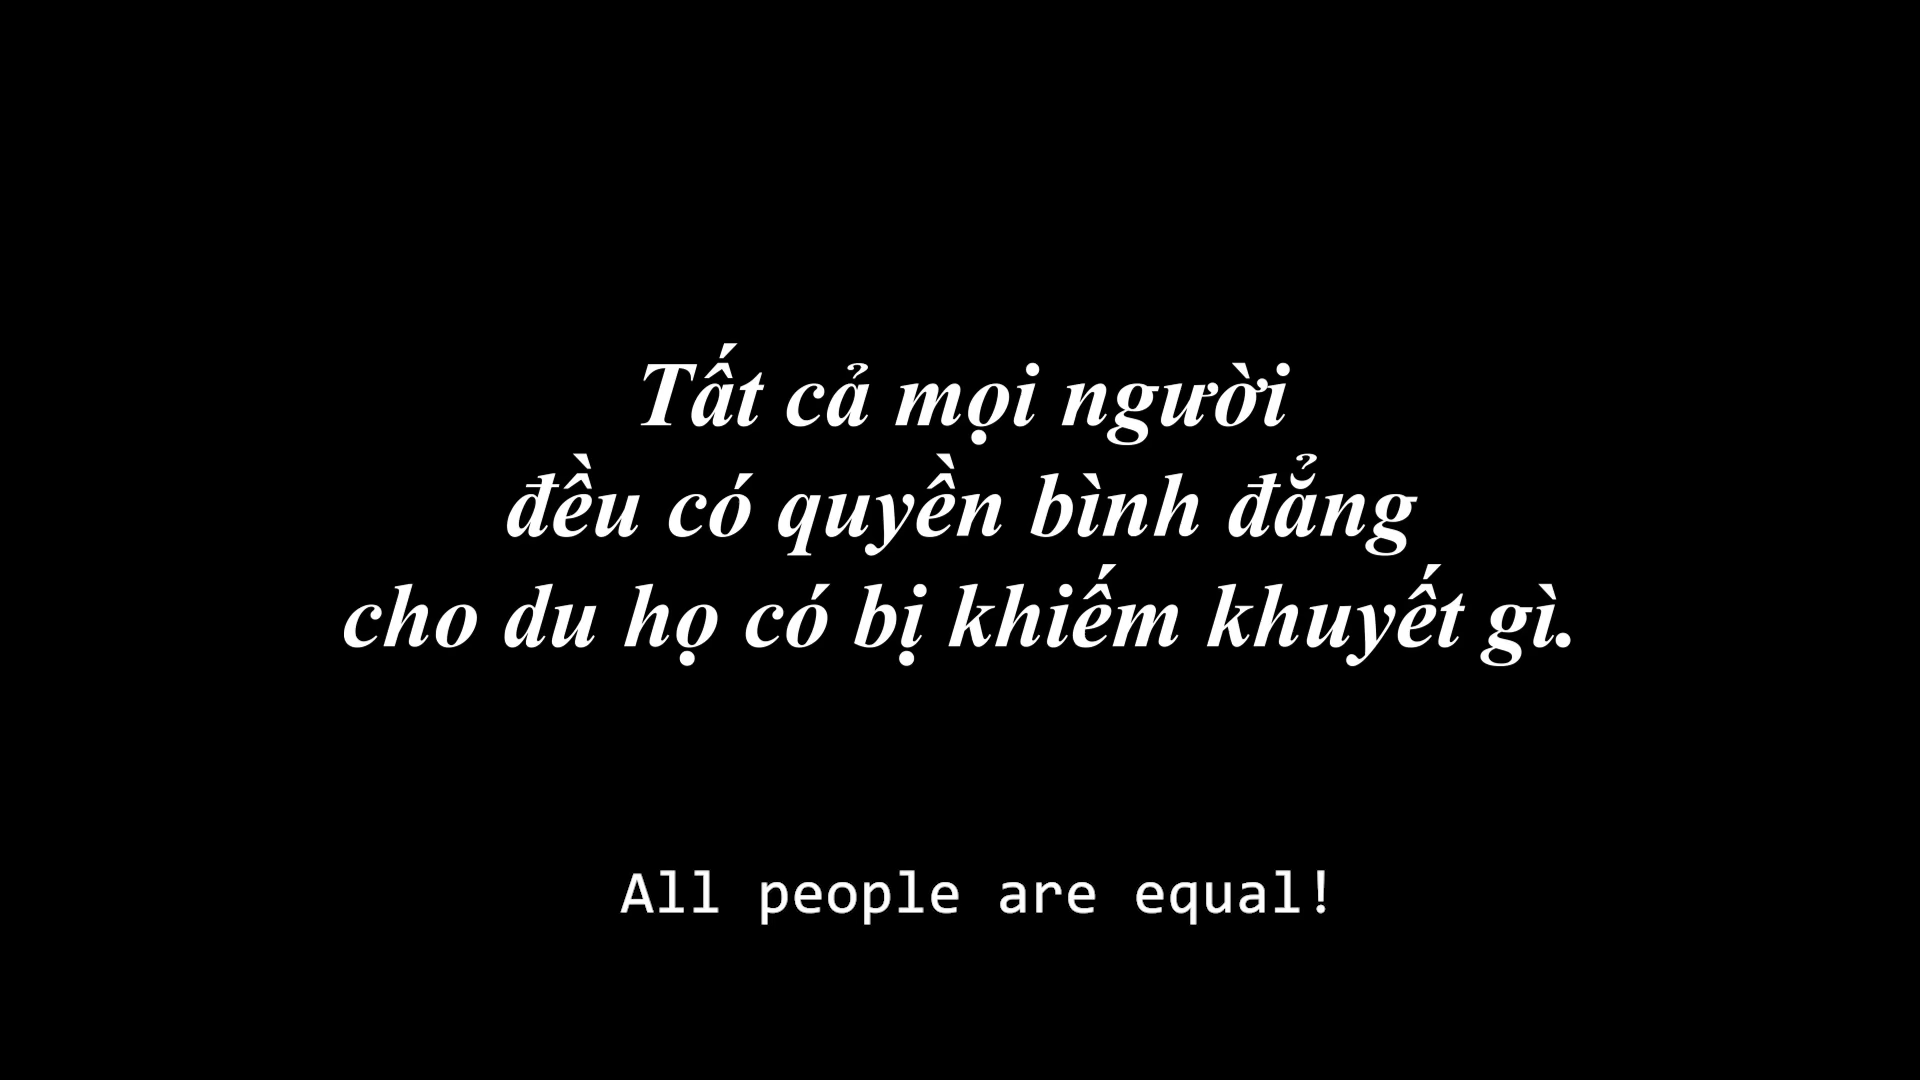 Tất cả mọi người
đều có quyền bình đẳng
cho du họ có bị khiếm khuyết gì.
All people are equal!